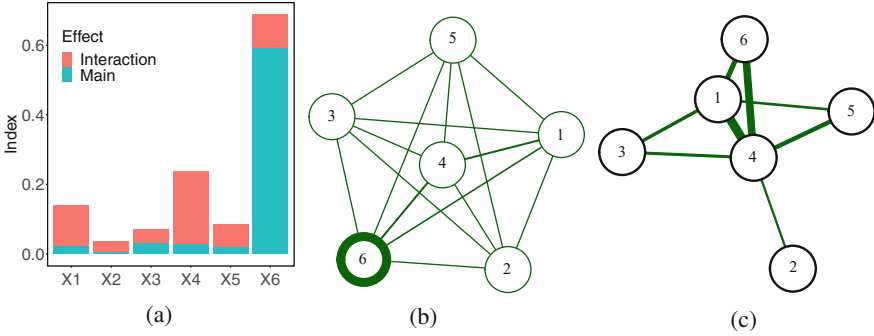 Index
0.6
0.4
0.2
0.0
Effect
Interaction
Main
X1 X2 X3 X4 X5 X6
(a)
5
3
1
4
6
2
(b)
6
1
5
3
4
2
(c)